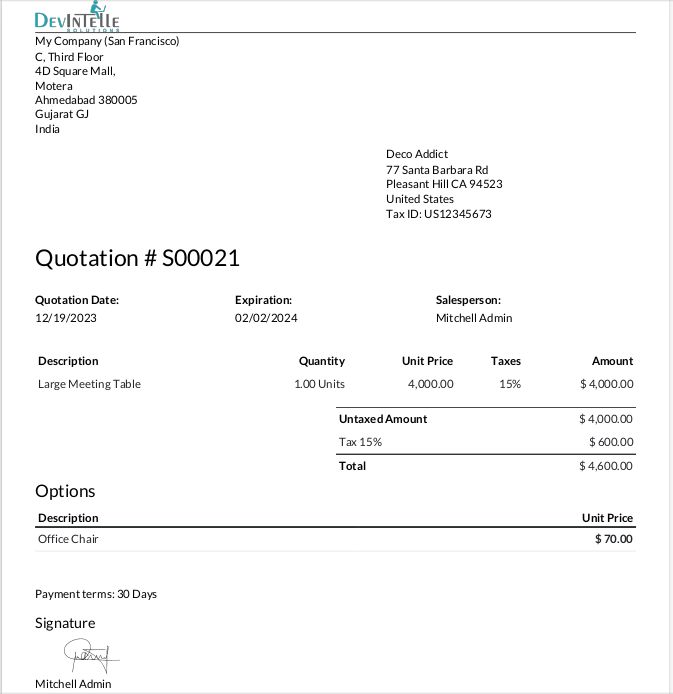 DEVINTELLE
SOLUTIONS
My Company (San Francisco)
C, Third Floor
4D Square Mall,
Motera
Ahmedabad 380005
Gujarat GJ
India
Deco Addict
77 Santa Barbara Rd
Pleasant Hill CA 94523
United States
Tax ID: US12345673
Quotation # S00021
Quotation Date: Expiration: Salesperson:
12/19/2023 02/02/2024 Mitchell Admin
Description Quantity Unit Price Taxes Amount
Large Meeting Table 1.00 Units 4,000.00 15% $ 4,000.00
Untaxed Amount $ 4,000.00
Tax 15% $ 600.00
Total $ 4,600.00
Options
Description Unit Price
Office Chair $ 70.00
Payment terms: 30 Days
Signature
Mitchell Admin